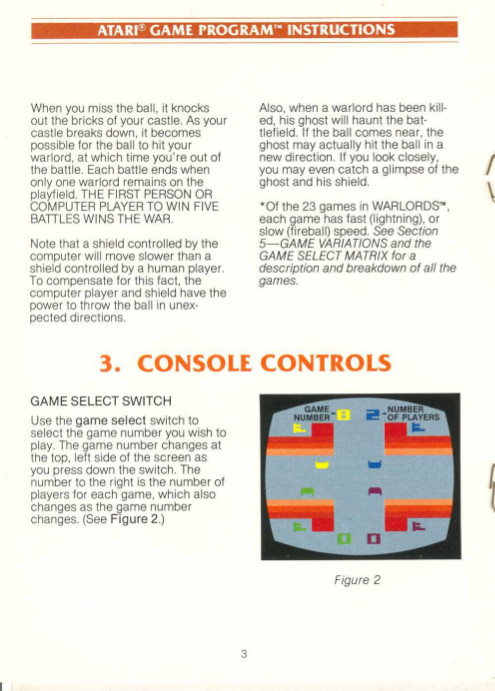 ATARI® GAME PROGRAM™ INSTRUCTIONS
When you miss the ball, it knocks
out the bricks of your castle. As your
castle breaks down, it becomes
possible for the ball to hit your
warlord, at which time you're out of
the battle. Each battle ends when
only one warlord remains on the
playfield. THE FIRST PERSON OR
COMPUTER PLAYER TO WIN FIVE
BATTLES WINS THE WAR.
Note that a shield controlled by the
computer will move slower than a
shield controlled by a human player.
To compensate for this fact, the
computer player and shield have the
power to throw the ball in unex-
pected directions.
Also, when a warlord has been kill-
ed, his ghost will haunt the bat-
tlefield. If the ball comes near, the
ghost may actually hit the ball in a
new direction. If you look closely,
you may even catch a glimpse of the
ghost and his shield.
*Of the 23 games in WARLORDS™,
each game has fast (lightning), or
slow (fireball) speed. See Section
5—GAME VARIATIONS and the
GAME SELECT MATRIX for a
description and breakdown of all the
games.
3. CONSOLE CONTROLS
GAME SELECT SWITCH
Use the game select switch to
select the game number you wish to
play. The game number changes at
the top, left side of the screen as
you press down the switch. The
number to the right is the number of
players for each game, which also
changes as the game number
changes. (See Figure 2.)
GAME NUMBER- 8 2 -NUMBER OF PLAYERS
0 0
Figure 2
3